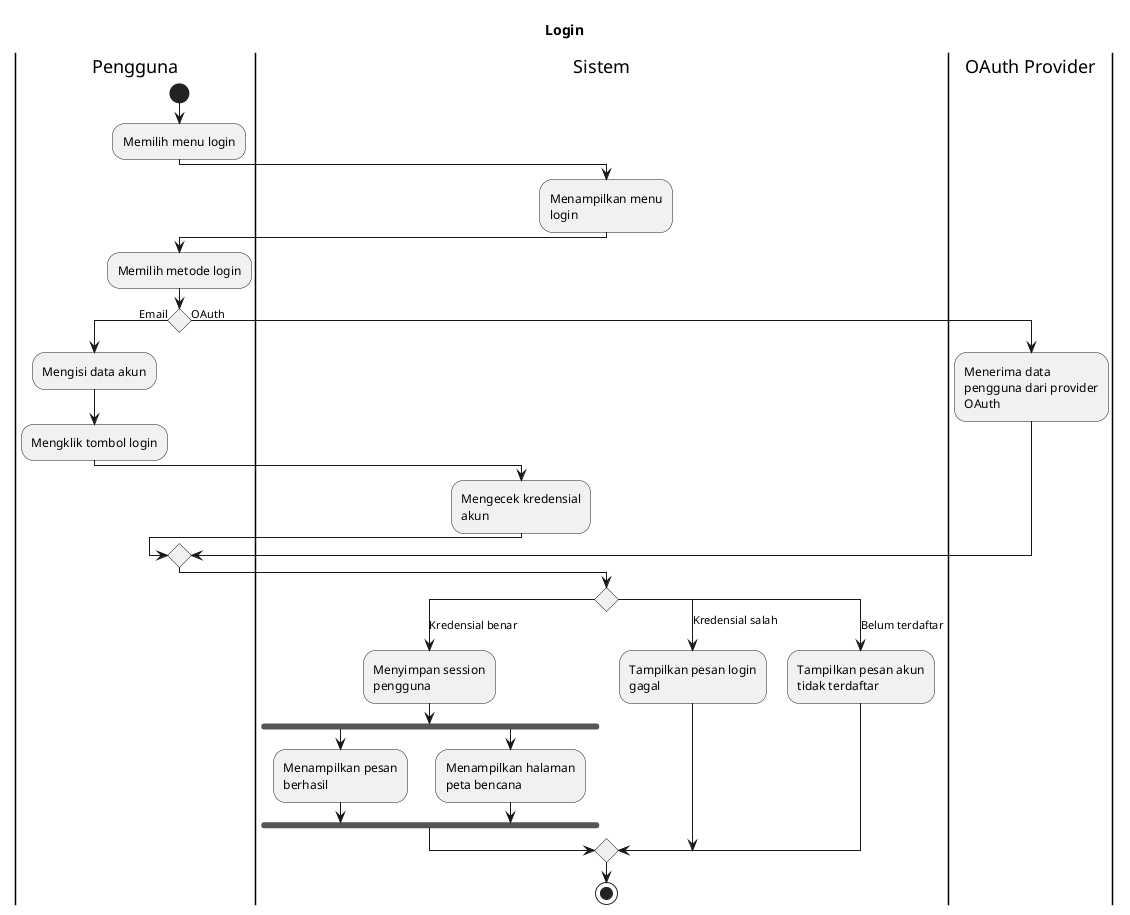 Login
Pengguna
Sistem
OAuth Provider
Memilih menu login
Menampilkan menu
login
Memilih metode login
Email
OAuth
Mengisi data akun
Menerima data
pengguna dari provider
OAuth
Mengklik tombol login
Mengecek kredensial
akun
Kredensial benar
Kredensial salah
Belum terdaftar
Menyimpan session
pengguna
Tampilkan pesan login
gagal
Tampilkan pesan akun
tidak terdaftar
Menampilkan pesan
berhasil
Menampilkan halaman
peta bencana